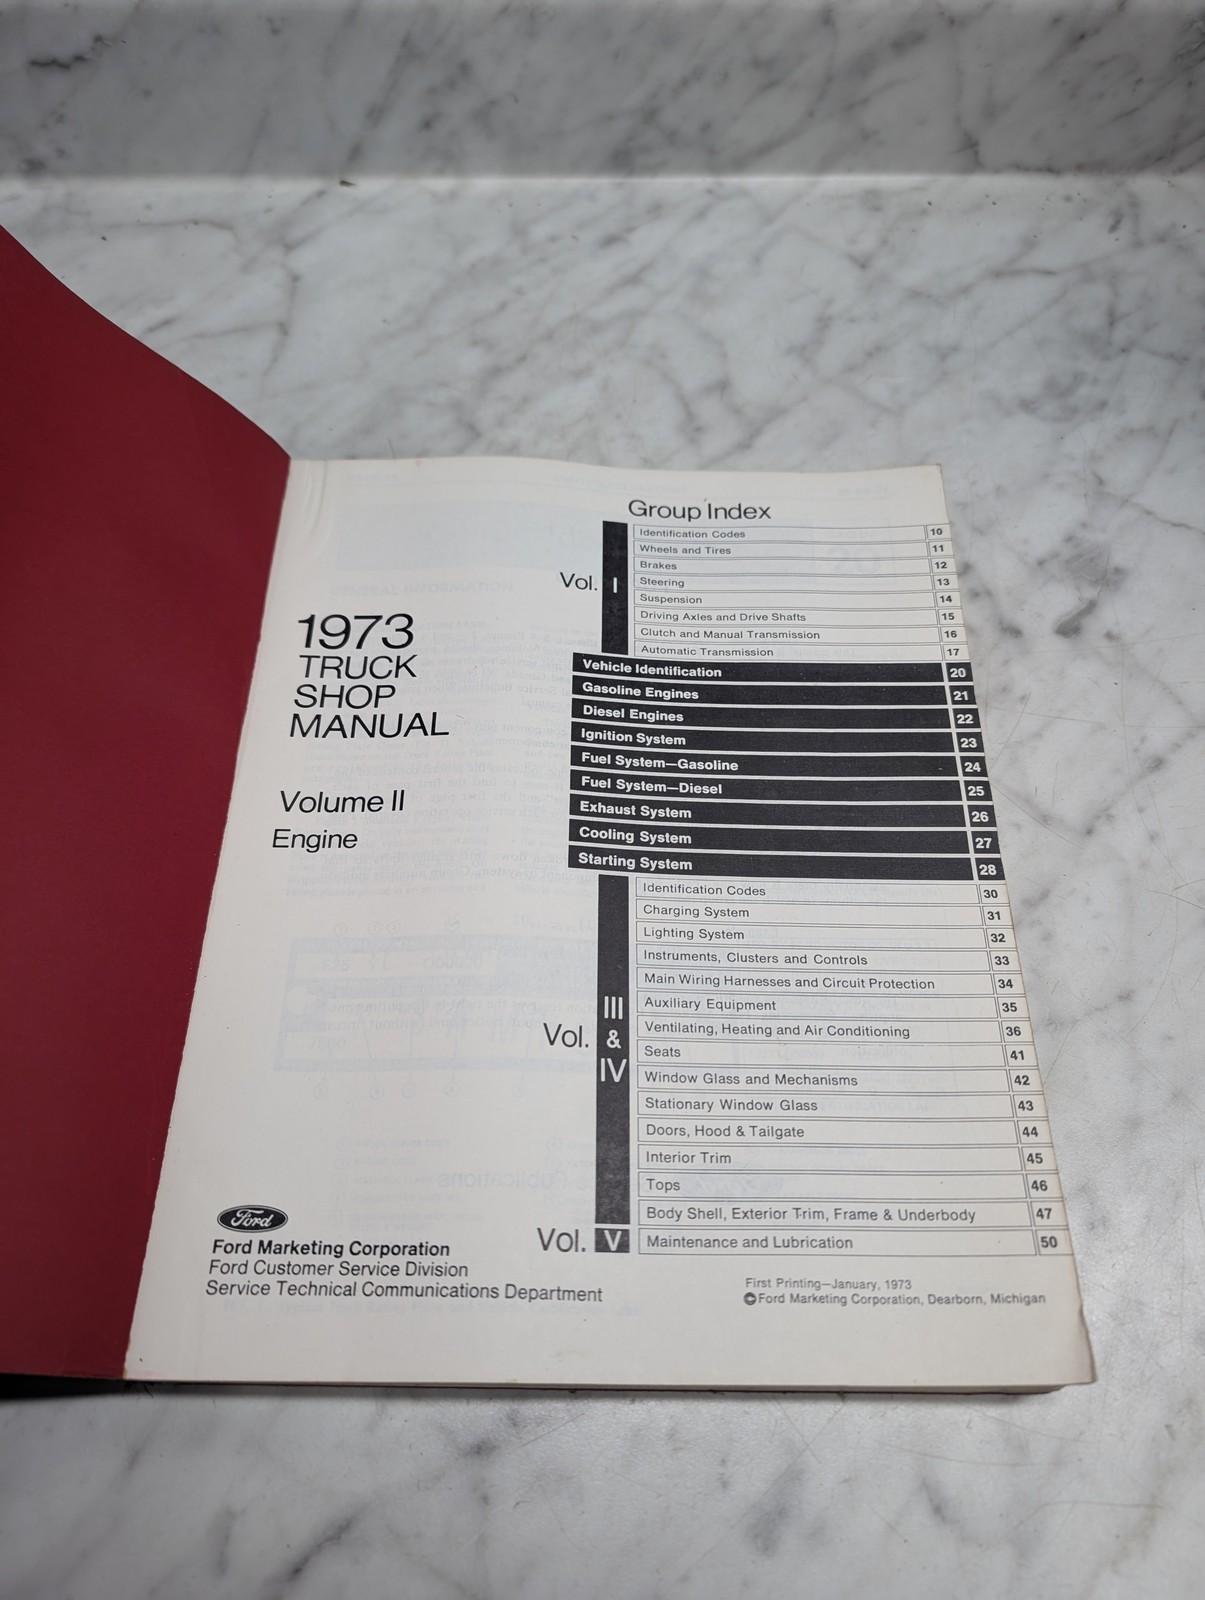 1973
TRUCK
SHOP
MANUAL
Volume II
Engine
Group Index
Vol. I
Identification Codes 10
Wheels and Tires 11
Brakes 12
Steering 13
Suspension 14
Driving Axles and Drive Shafts 15
Clutch and Manual Transmission 16
Automatic Transmission 17
Vehicle Identification 20
Gasoline Engines 21
Diesel Engines 22
Ignition System 23
Fuel System—Gasoline 24
Fuel System—Diesel 25
Exhaust System 26
Cooling System 27
Starting System 28
Vol. III & IV
Identification Codes 30
Charging System 31
Lighting System 32
Instruments, Clusters and Controls 33
Main Wiring Harnesses and Circuit Protection 34
Auxiliary Equipment 35
Ventilating, Heating and Air Conditioning 36
Seats 41
Window Glass and Mechanisms 42
Stationary Window Glass 43
Doors, Hood & Tailgate 44
Interior Trim 45
Tops 46
Body Shell, Exterior Trim, Frame & Underbody 47
Vol. V
Maintenance and Lubrication 50
Ford
Ford Marketing Corporation
Ford Customer Service Division
Service Technical Communications Department
First Printing—January, 1973
©Ford Marketing Corporation, Dearborn, Michigan